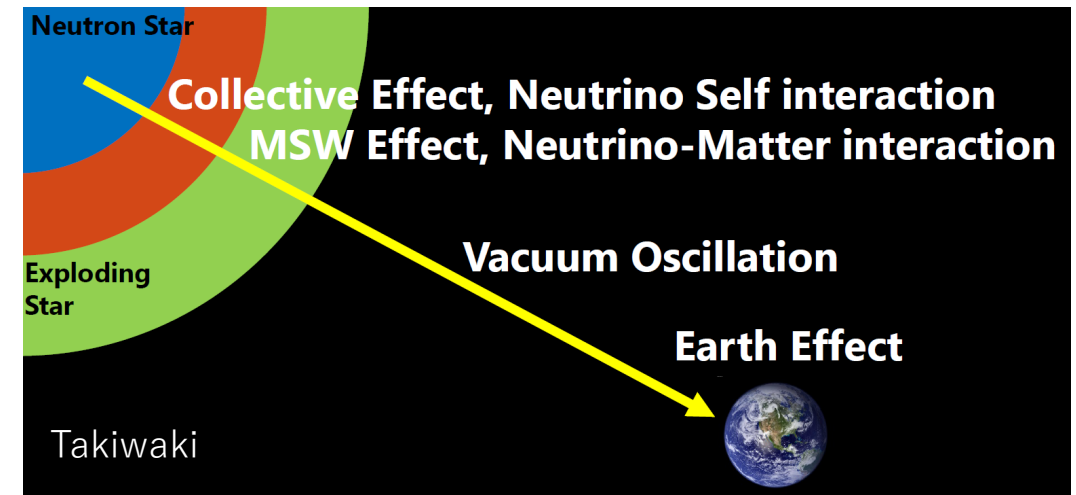 Neutron Star
Collective Effect, Neutrino Self interaction
MSW Effect, Neutrino-Matter interaction
Vacuum Oscillation
Exploding
Star
Earth Effect
Takiwaki